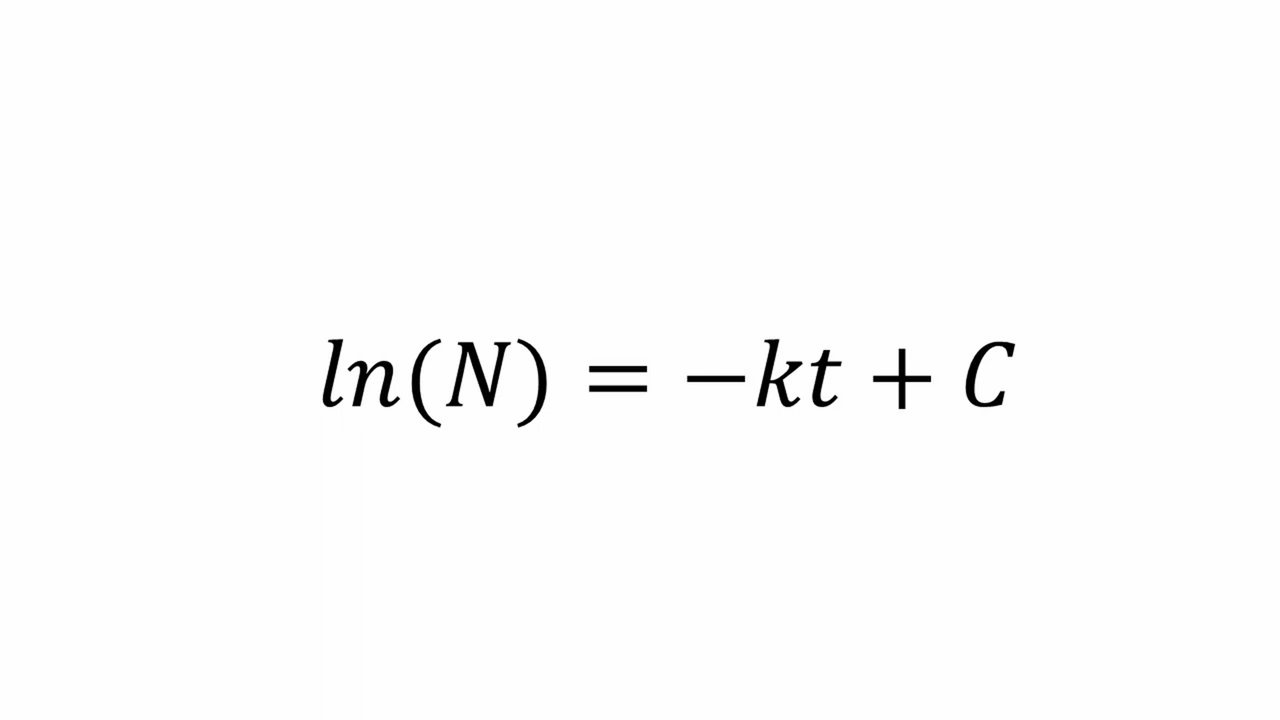 ln(N) = −kt + C